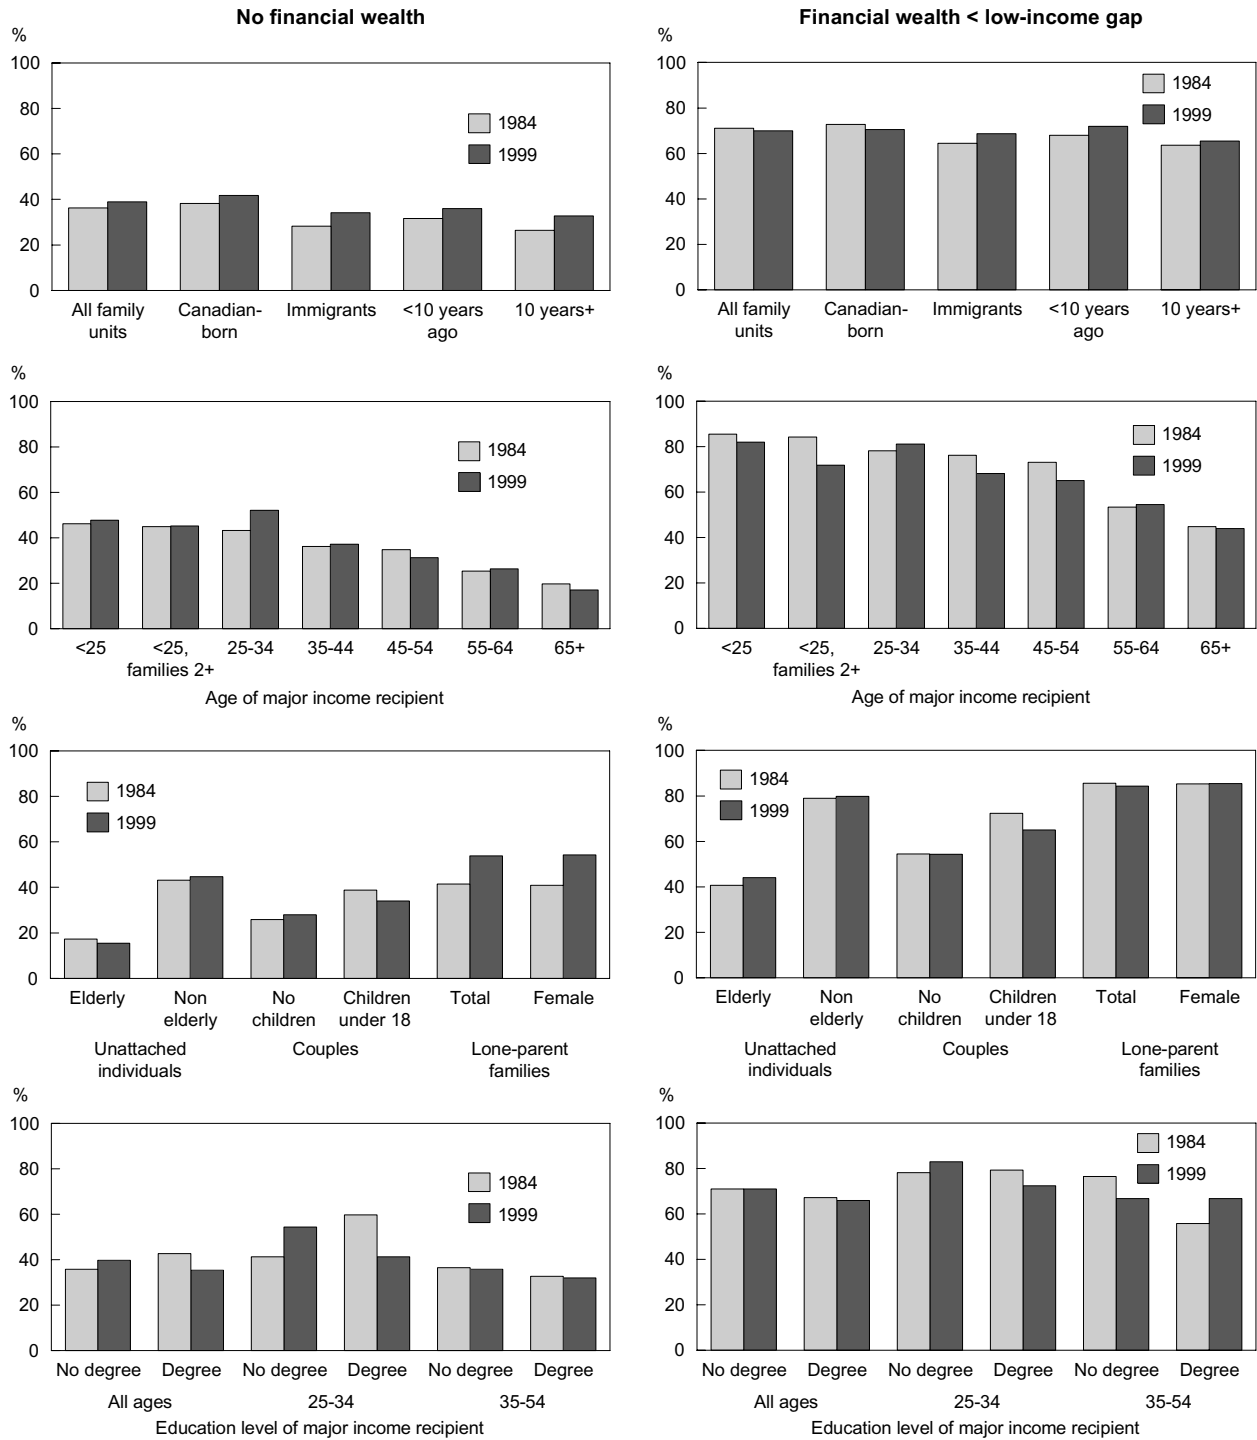 No financial wealth
%
100
80
60
40
20
0
1984
1999
All family
units
Canadian-
born
Immigrants
<10 years
ago
10 years+
Financial wealth < low-income gap
%
100
80
60
40
20
0
1984
1999
All family
units
Canadian-
born
Immigrants
<10 years
ago
10 years+
%
100
80
60
40
20
0
1984
1999
<25
<25,
families 2+
25-34
35-44
45-54
55-64
65+
Age of major income recipient
%
100
80
60
40
20
0
1984
1999
<25
<25,
families 2+
25-34
35-44
45-54
55-64
65+
Age of major income recipient
%
100
80
60
40
20
0
1984
1999
Elderly
Non
elderly
No
children
Children
under 18
Total
Female
Unattached
individuals
Couples
Lone-parent
families
%
100
80
60
40
20
0
1984
1999
Elderly
Non
elderly
No
children
Children
under 18
Total
Female
Unattached
individuals
Couples
Lone-parent
families
%
100
80
60
40
20
0
1984
1999
No degree
Degree
No degree
Degree
No degree
Degree
All ages
25-34
35-54
Education level of major income recipient
%
100
80
60
40
20
0
1984
1999
No degree
Degree
No degree
Degree
No degree
Degree
All ages
25-34
35-54
Education level of major income recipient